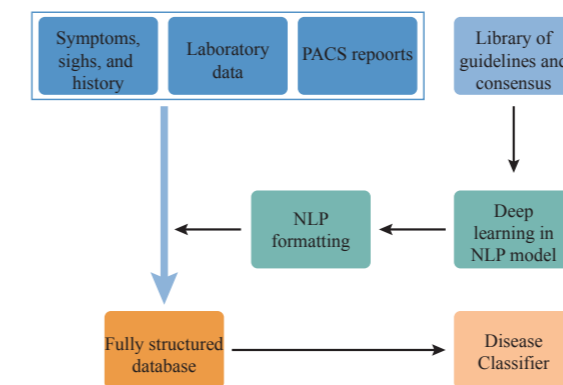 Symptoms,
sighs, and
history
Laboratory
data
PACS repoorts
Library of
guidelines and
consensus
NLP
formatting
Deep
learning in
NLP model
Fully structured
database
Disease
Classifier